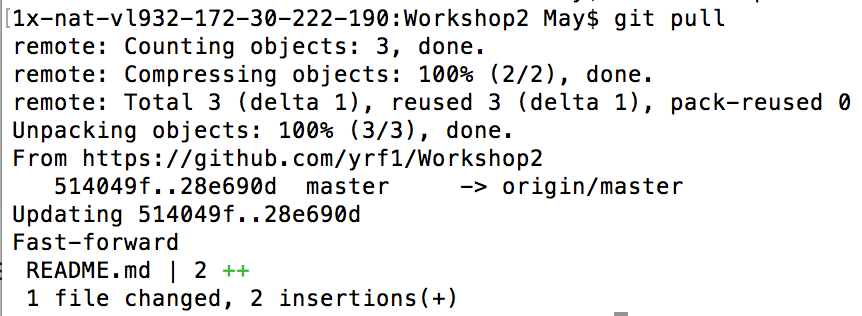 [1x-nat-vl932-172-30-222-190:Workshop2 May$ git pull
remote: Counting objects: 3, done.
remote: Compressing objects: 100% (2/2), done.
remote: Total 3 (delta 1), reused 3 (delta 1), pack-reused 0
Unpacking objects: 100% (3/3), done.
From https://github.com/yrf1/Workshop2
   514049f..28e690d  master     -> origin/master
Updating 514049f..28e690d
Fast-forward
 README.md | 2 ++
 1 file changed, 2 insertions(+)